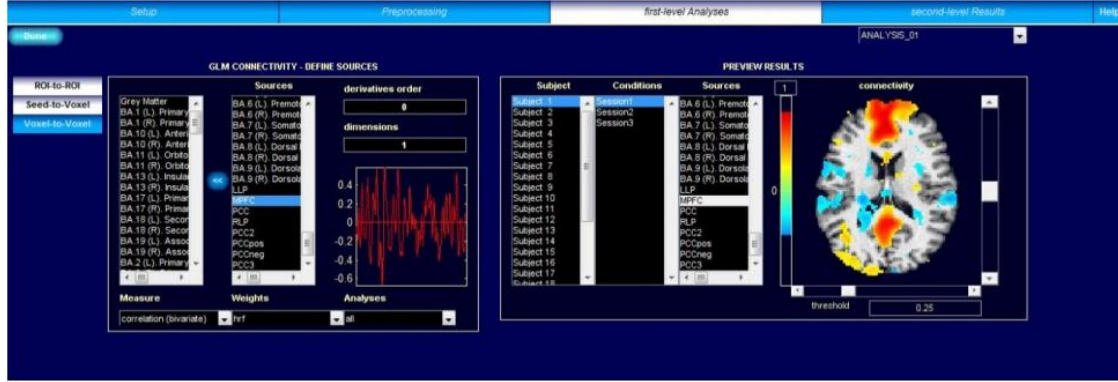 Setup
Preprocessing
first-level Analyses
second-level Results
Help
Done
ANALYSIS_01
GLM CONNECTIVITY - DEFINE SOURCES
ROI-to-ROI
Seed-to-Voxel
Voxel-to-Voxel
Sources
Grey Matter
BA.1 (L). Primary
BA.1 (R). Primary
BA.10 (L). Anteri
BA.10 (R). Anteri
BA.11 (L). Orbito
BA.11 (R). Orbito
BA.13 (L). Insula
BA.13 (R). Insula
BA.17 (L). Primar
BA.17 (R). Primar
BA.18 (L). Secor
BA.18 (R). Secor
BA.19 (L). Assoc
BA.19 (R). Assoc
BA.2 (L). Primary
<<
BA.6 (L). Premoto
BA.6 (R). Premoto
BA.7 (L). Somato
BA.7 (R). Somato
BA.8 (L). Dorsal
BA.8 (R). Dorsal
BA.9 (L). Dorsola
BA.9 (R). Dorsola
LLP
MPFC
PCC
RLP
PCC2
PCCpos
PCCneg
PCC3
derivatives order
0
dimensions
1
0.4
0.2
0
-0.2
-0.4
-0.6
Measure
Weights
Analyses
correlation (bivariate)
hrf
all
PREVIEW RESULTS
Subject
Conditions
Sources
1
connectivity
Subject 1
Subject 2
Subject 3
Subject 4
Subject 5
Subject 6
Subject 7
Subject 8
Subject 9
Subject 10
Subject 11
Subject 12
Subject 13
Subject 14
Subject 15
Subject 16
Subject 17
Subject 18
Session1
Session2
Session3
BA.6 (L). Premoto
BA.6 (R). Premoto
BA.7 (L). Somato
BA.7 (R). Somato
BA.8 (L). Dorsal
BA.8 (R). Dorsal
BA.9 (L). Dorsola
BA.9 (R). Dorsola
LLP
MPFC
PCC
RLP
PCC2
PCCpos
PCCneg
PCC3
0
threshold
0.25